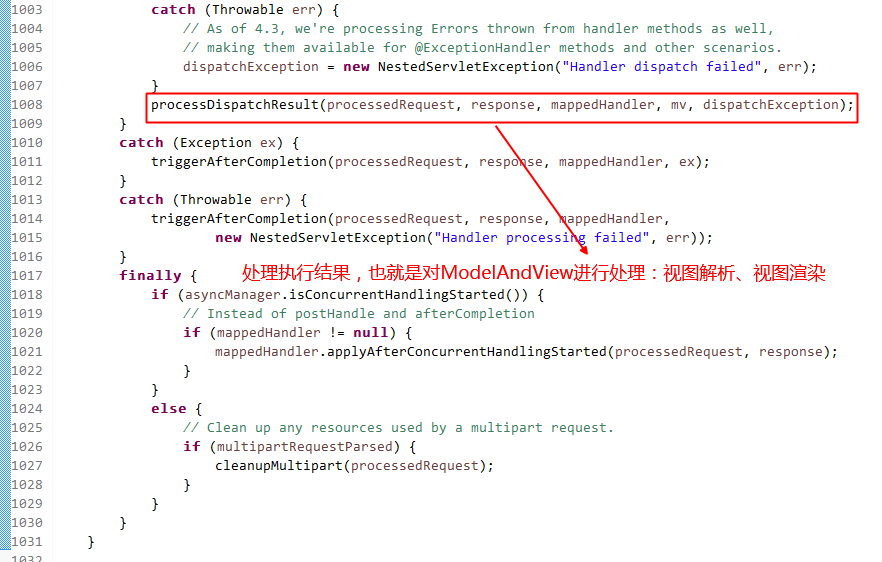 1003 catch (Throwable err) {
1004 // As of 4.3, we're processing Errors thrown from handler methods as well,
1005 // making them available for @ExceptionHandler methods and other scenarios.
1006 dispatchException = new NestedServletException("Handler dispatch failed", err);
1007 }
1008 processDispatchResult(processedRequest, response, mappedHandler, mv, dispatchException);
1009 }
1010 catch (Exception ex) {
1011 triggerAfterCompletion(processedRequest, response, mappedHandler, ex);
1012 }
1013 catch (Throwable err) {
1014 triggerAfterCompletion(processedRequest, response, mappedHandler,
1015 new NestedServletException("Handler processing failed", err));
1016 }
1017 finally { 处理执行结果，也就是对ModelAndView进行处理：视图解析、视图渲染
1018 if (asyncManager.isConcurrentHandlingStarted()) {
1019 // Instead of postHandle and afterCompletion
1020 if (mappedHandler != null) {
1021 mappedHandler.applyAfterConcurrentHandlingStarted(processedRequest, response);
1022 }
1023 }
1024 else {
1025 // Clean up any resources used by a multipart request.
1026 if (multipartRequestParsed) {
1027 cleanupMultipart(processedRequest);
1028 }
1029 }
1030 }
1031 }
1032